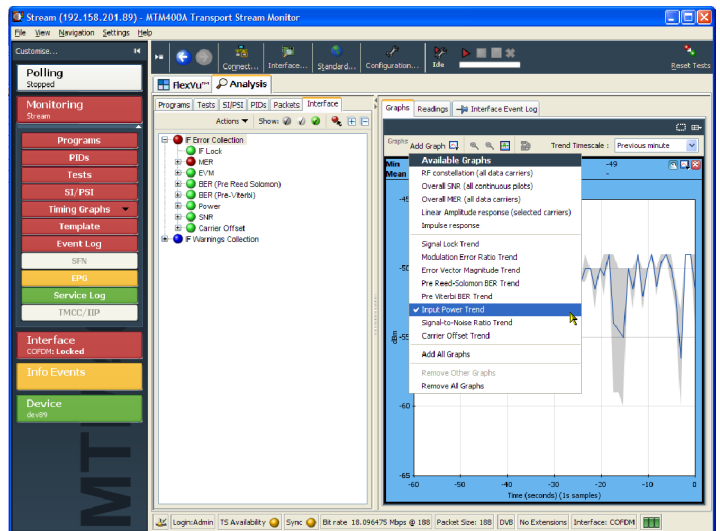 Stream (192.158.201.89) - MTM400A Transport Stream Monitor
File View Navigation Settings Help
Customise...
Polling
Stopped
Monitoring
Stream
Programs
PIDs
Tests
SI/PSI
Timing Graphs
Template
Event Log
SFN
EPG
Service Log
TMCC/IIP
Interface
COFDM: Locked
Info Events
Device
dev89
MTM
Connect... Interface... Standard... Configuration... Idle Reset Tests
FlexVu™ Analysis
Programs Tests SI/PSI PIDs Packets Interface
Actions Show:
IF Error Collection
IF Lock
MER
EVM
BER (Pre Reed Solomon)
BER (Pre-Viterbi)
Power
SNR
Carrier Offset
IF Warnings Collection
Graphs Readings Interface Event Log
Graphs Add Graph Trend Timescale : Previous minute
Min -49
Mean -
Available Graphs
RF constellation (all data carriers)
Overall SNR (all continuous pilots)
Overall MER (all data carriers)
Linear Amplitude response (selected carriers)
Impulse response
Signal Lock Trend
Modulation Error Ratio Trend
Error Vector Magnitude Trend
Pre Reed-Solomon BER Trend
Pre Viterbi BER Trend
Input Power Trend
Signal-to-Noise Ratio Trend
Carrier Offset Trend
Add All Graphs
Remove Other Graphs
Remove All Graphs
-45
-50
-55
-60
-65
dBm
-60 -50 -40 -30 -20 -10 0
Time (seconds) (1s samples)
Login:Admin TS Availability Sync Bit rate 18.096475 Mbps @ 188 Packet Size: 188 DVB No Extensions Interface: COFDM